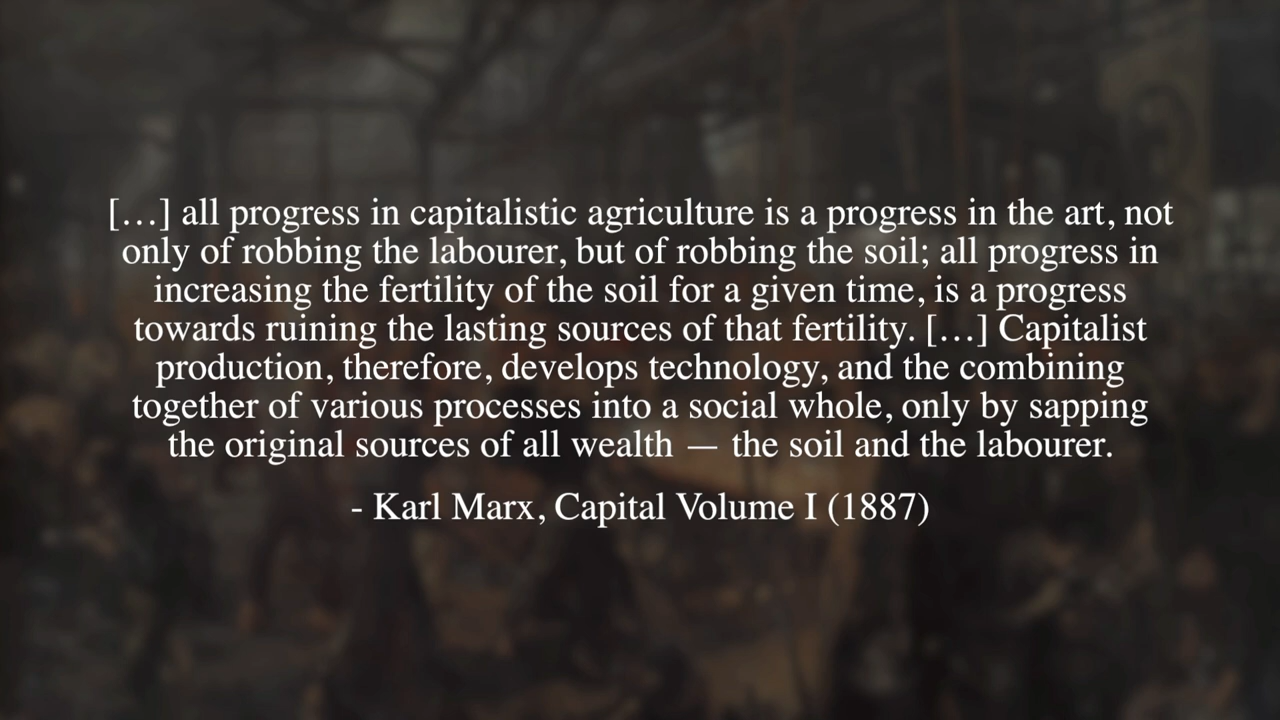 […] all progress in capitalistic agriculture is a progress in the art, not
only of robbing the labourer, but of robbing the soil; all progress in
increasing the fertility of the soil for a given time, is a progress
towards ruining the lasting sources of that fertility. […] Capitalist
production, therefore, develops technology, and the combining
together of various processes into a social whole, only by sapping
the original sources of all wealth — the soil and the labourer.
- Karl Marx, Capital Volume I (1887)